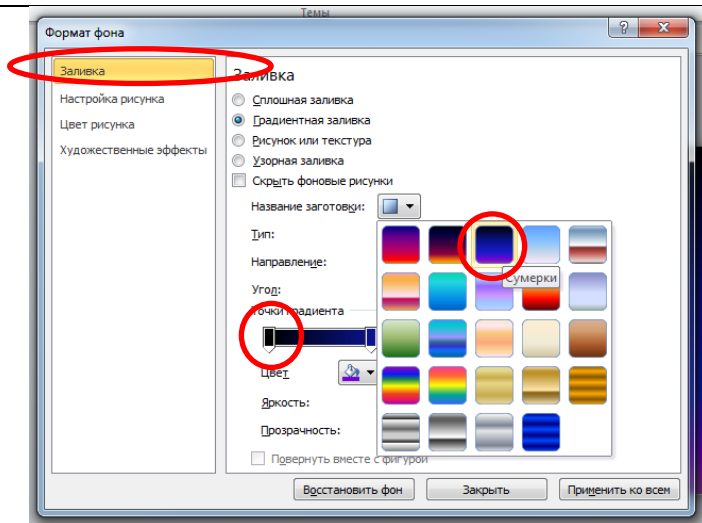 Темы
Формат фона
Заливка
Настройка рисунка
Цвет рисунка
Художественные эффекты
Заливка
Сплошная заливка
Градиентная заливка
Рисунок или текстура
Узорная заливка
Скрыть фоновые рисунки
Название заготовки:
Тип:
Направление:
Угол:
Точки градиента
Сумерки
Цвет
Яркость:
Прозрачность:
Повернуть вместе с фигурой
Восстановить фон
Закрыть
Применить ко всем